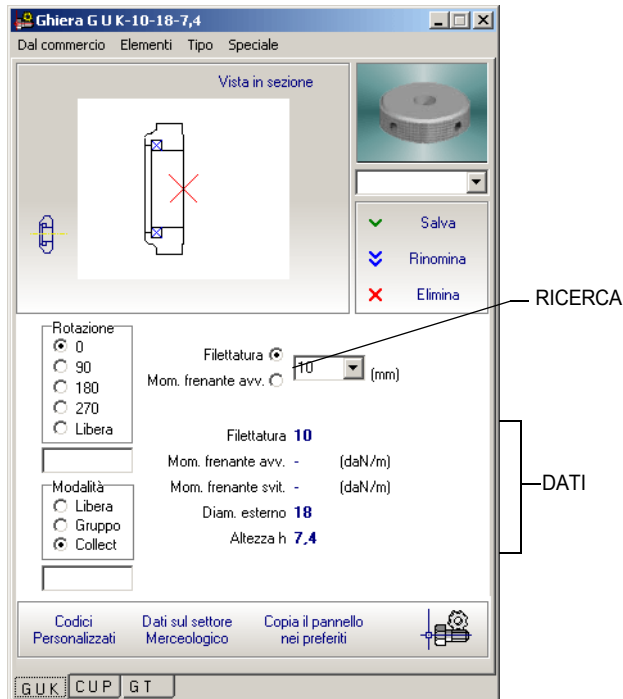 Ghiera G U K-10-18-7,4
Dal commercio Elementi Tipo Speciale
Vista in sezione
Salva
Rinomina
Elimina
RICERCA
Rotazione
0
90
180
270
Libera
Filettatura
Mom. frenante avv.
10 (mm)
Filettatura 10
Mom. frenante avv. - (daN/m)
Mom. frenante svit. - (daN/m)
Diam. esterno 18
Altezza h 7,4
DATI
Modalità
Libera
Gruppo
Collect
Codici Personalizzati
Dati sul settore Merceologico
Copia il pannello nei preferiti
G U K C U P G T